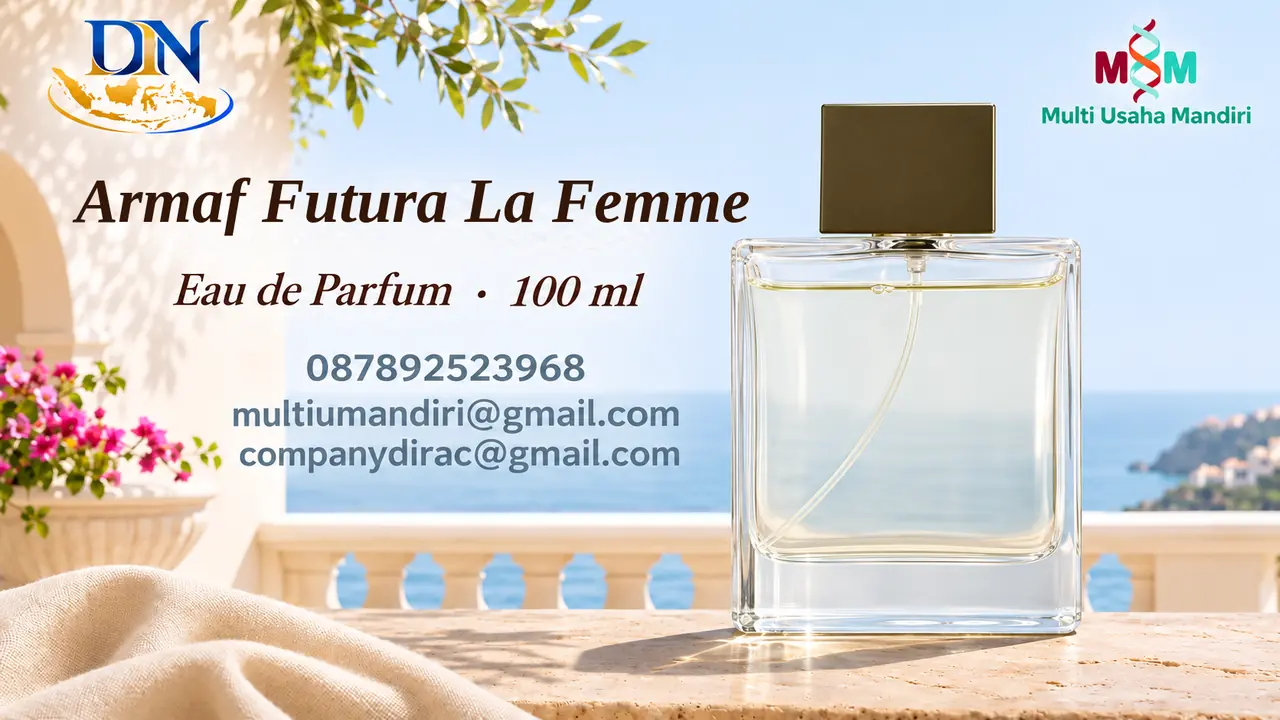 DN
MM
Multi Usaha Mandiri
Armaf Futura La Femme
Eau de Parfum · 100 ml
087892523968
multiumandiri@gmail.com
companydirac@gmail.com